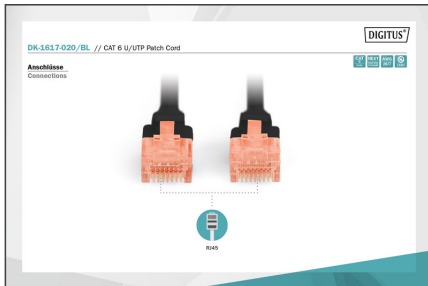 DIGITUS®
DK-1617-020/BL // CAT 6 U/UTP Patch Cord
Anschlüsse
Connections
RJ45